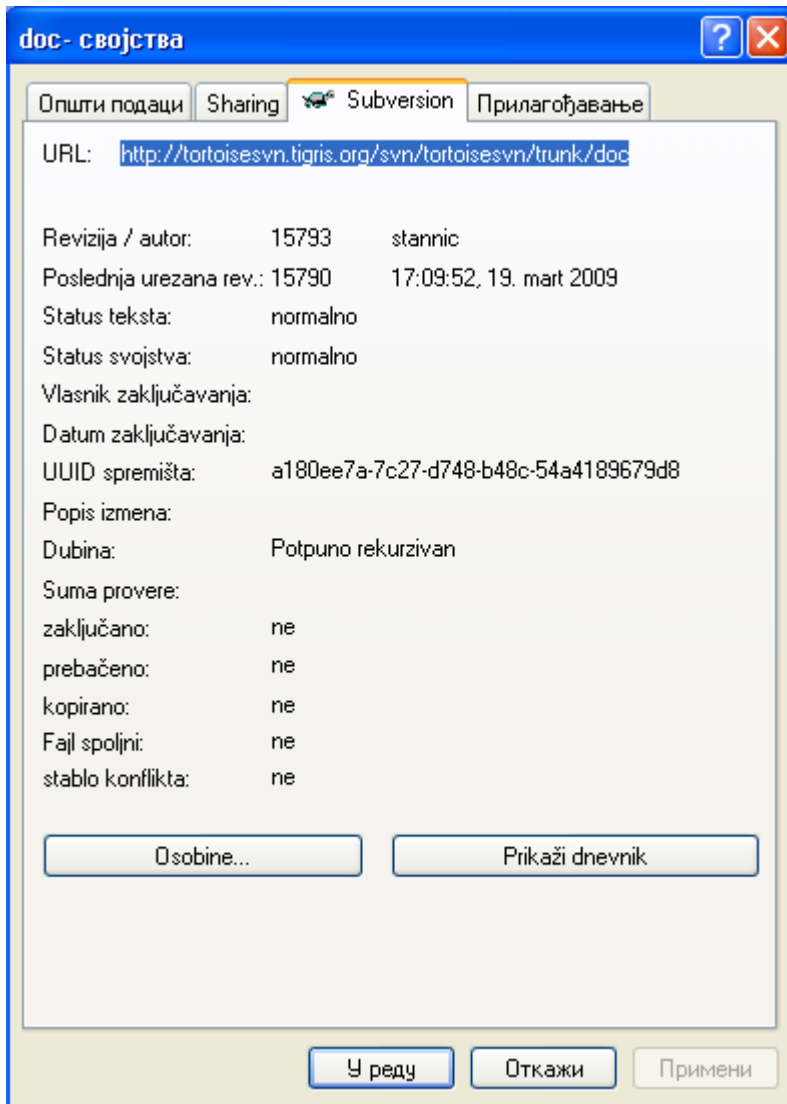 doc- својства
Општи подаци Sharing Subversion Прилагођавање
URL: http://tortoisesvn.tigris.org/svn/tortoisesvn/trunk/doc
Revizija / autor: 15793 stannic
Poslednja urezana rev.: 15790 17:09:52, 19. mart 2009
Status teksta: normalno
Status svojstva: normalno
Vlasnik zaključavanja:
Datum zaključavanja:
UUID spremišta: a180ee7a-7c27-d748-b48c-54a4189679d8
Popis izmena:
Dubina: Potpuno rekurzivan
Suma provere:
zaključano: ne
prebačeno: ne
kopirano: ne
Fajl spoljni: ne
stablo konflikta: ne
Osobine... Prikaži dnevnik
У реду Откажи Примени